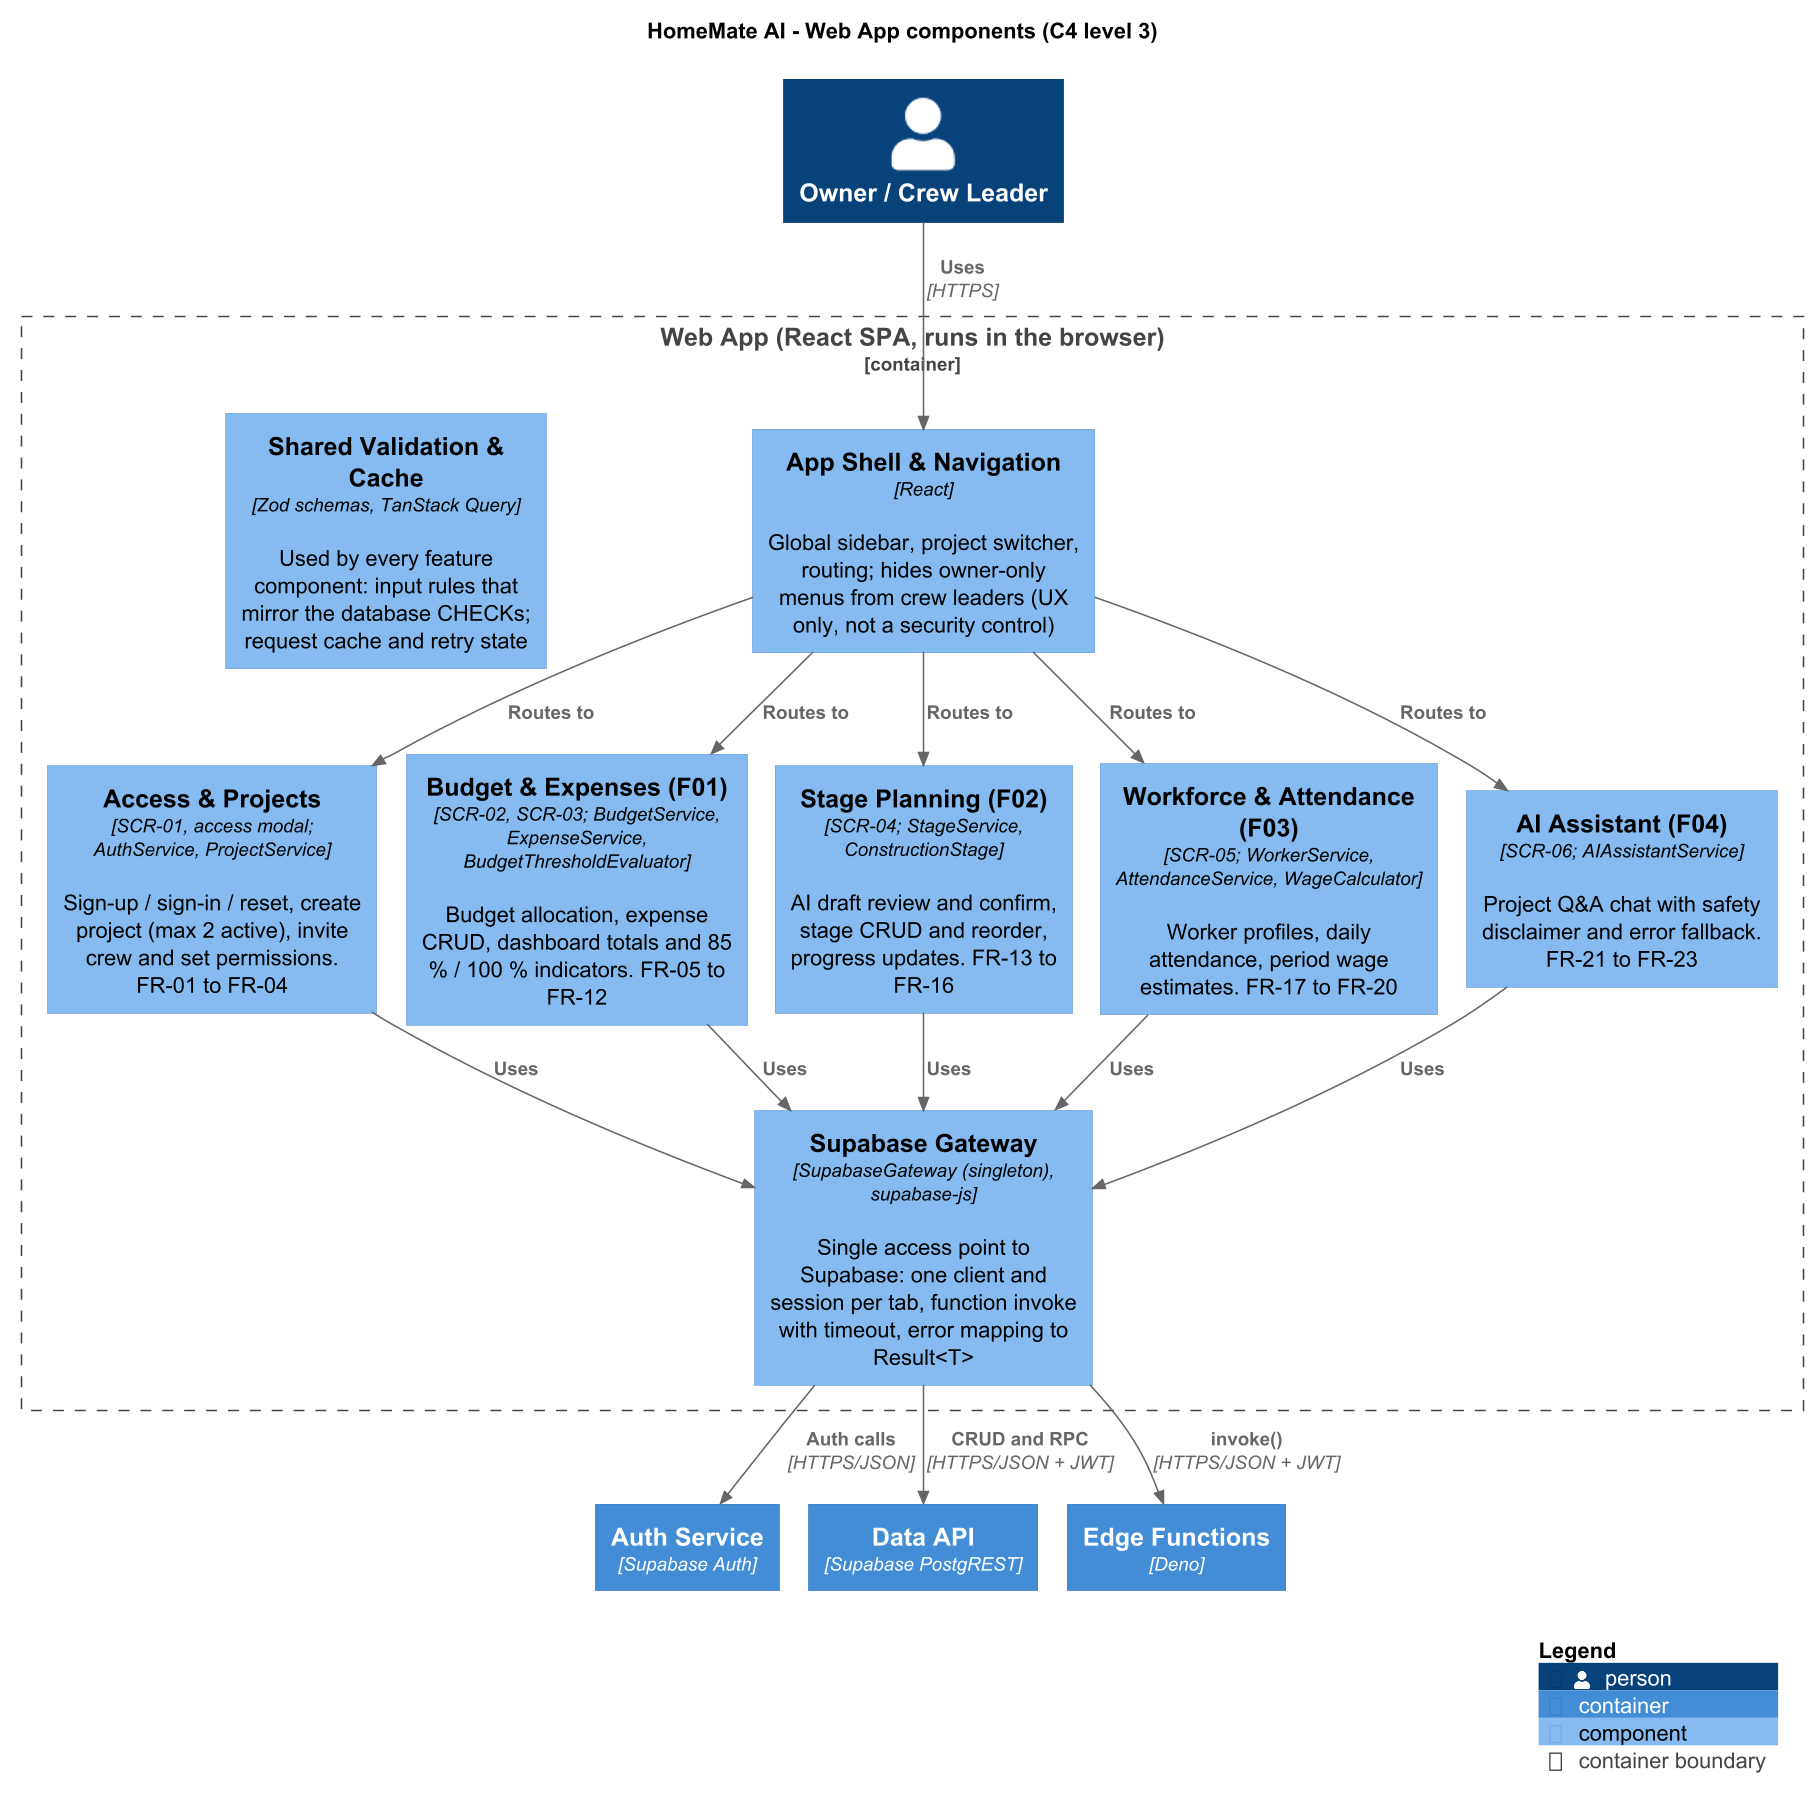 HomeMate AI - Web App components (C4 level 3)
Owner / Crew Leader
Uses
[HTTPS]
Web App (React SPA, runs in the browser)
[container]
Shared Validation &
Cache
[Zod schemas, TanStack Query]
Used by every feature
component: input rules that
mirror the database CHECKs;
request cache and retry state
App Shell & Navigation
[React]
Global sidebar, project switcher,
routing; hides owner-only
menus from crew leaders (UX
only, not a security control)
Routes to
Routes to
Routes to
Routes to
Routes to
Access & Projects
[SCR-01, access modal;
AuthService, ProjectService]
Sign-up / sign-in / reset, create
project (max 2 active), invite
crew and set permissions.
FR-01 to FR-04
Budget & Expenses (F01)
[SCR-02, SCR-03; BudgetService,
ExpenseService,
BudgetThresholdEvaluator]
Budget allocation, expense
CRUD, dashboard totals and 85
% / 100 % indicators. FR-05 to
FR-12
Stage Planning (F02)
[SCR-04; StageService,
ConstructionStage]
AI draft review and confirm,
stage CRUD and reorder,
progress updates. FR-13 to
FR-16
Workforce & Attendance
(F03)
[SCR-05; WorkerService,
AttendanceService, WageCalculator]
Worker profiles, daily
attendance, period wage
estimates. FR-17 to FR-20
AI Assistant (F04)
[SCR-06; AIAssistantService]
Project Q&A chat with safety
disclaimer and error fallback.
FR-21 to FR-23
Uses
Uses
Uses
Uses
Uses
Supabase Gateway
[SupabaseGateway (singleton),
supabase-js]
Single access point to
Supabase: one client and
session per tab, function invoke
with timeout, error mapping to
Result<T>
Auth calls
[HTTPS/JSON]
CRUD and RPC
[HTTPS/JSON + JWT]
invoke()
[HTTPS/JSON + JWT]
Auth Service
[Supabase Auth]
Data API
[Supabase PostgREST]
Edge Functions
[Deno]
Legend
person
container
component
container boundary